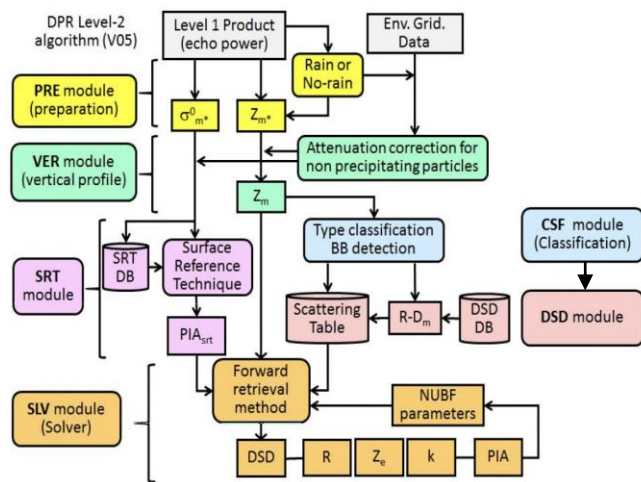 DPR Level-2
algorithm (V05)
Level 1 Product
(echo power)
Env. Grid.
Data
Rain or
No-rain
PRE module
(preparation)
σ⁰m*
Zm*
VER module
(vertical profile)
Attenuation correction for
non precipitating particles
Zm
Type classification
BB detection
CSF module
(Classification)
SRT
module
SRT
DB
Surface
Reference
Technique
Scattering
Table
R-Dm
DSD
DB
DSD module
PIAsrt
SLV module
(Solver)
Forward
retrieval
method
NUBF
parameters
DSD
R
Ze
k
PIA